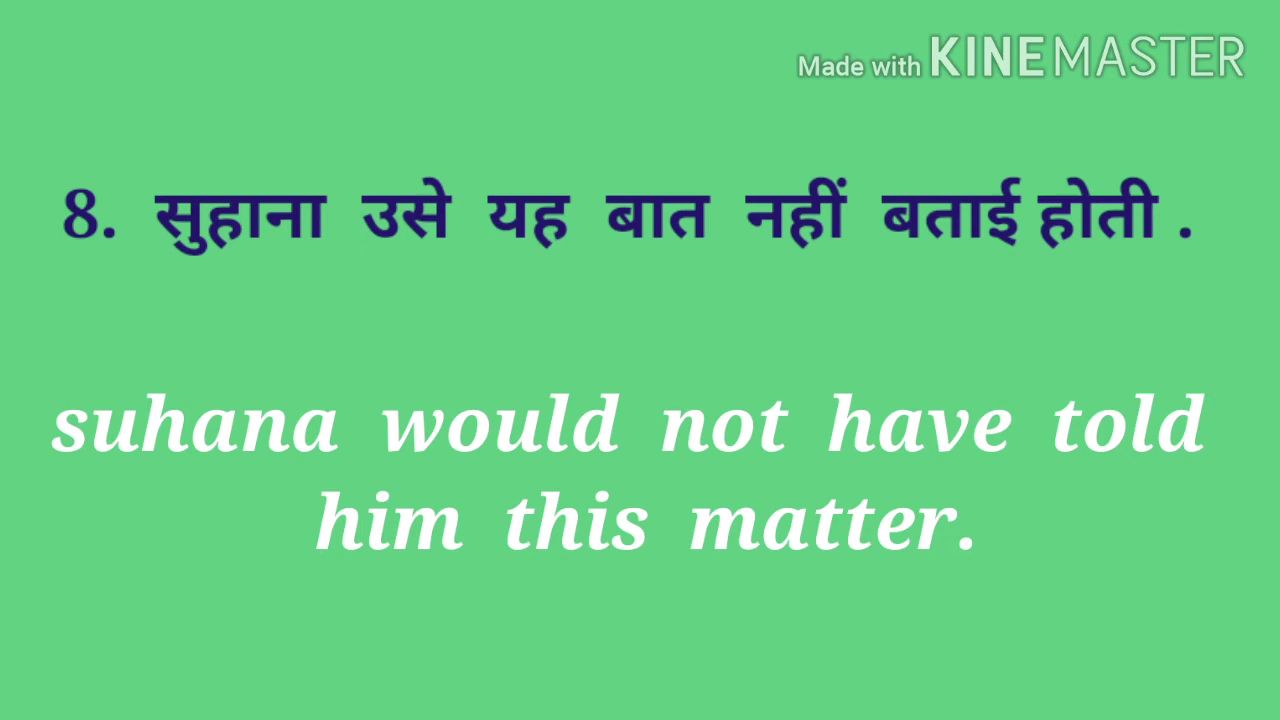 Made with KINEMASTER
8. सुहाना उसे यह बात नहीं बताई होती .
suhana would not have told
him this matter.